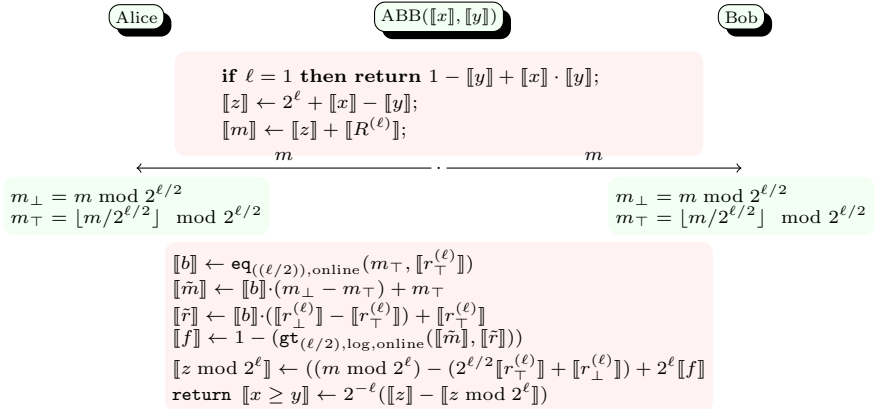 Alice ABB(⟦x⟧, ⟦y⟧) Bob
if ℓ = 1 then return 1 − ⟦y⟧ + ⟦x⟧ · ⟦y⟧;
⟦z⟧ ← 2^ℓ + ⟦x⟧ − ⟦y⟧;
⟦m⟧ ← ⟦z⟧ + ⟦R^(ℓ)⟧;
m m
m_⊥ = m mod 2^{ℓ/2} m_⊥ = m mod 2^{ℓ/2}
m_⊤ = ⌊m/2^{ℓ/2}⌋ mod 2^{ℓ/2} m_⊤ = ⌊m/2^{ℓ/2}⌋ mod 2^{ℓ/2}
⟦b⟧ ← eq_{((ℓ/2)),online}(m_⊤, ⟦r_⊤^{(ℓ)}⟧)
⟦m̃⟧ ← ⟦b⟧·(m_⊥ − m_⊤) + m_⊤
⟦r̃⟧ ← ⟦b⟧·(⟦r_⊥^{(ℓ)}⟧ − ⟦r_⊤^{(ℓ)}⟧) + ⟦r_⊤^{(ℓ)}⟧
⟦f⟧ ← 1 − (gt_{(ℓ/2),log,online}(⟦m̃⟧, ⟦r̃⟧))
⟦z mod 2^ℓ⟧ ← ((m mod 2^ℓ) − (2^{ℓ/2}⟦r_⊤^{(ℓ)}⟧ + ⟦r_⊥^{(ℓ)}⟧) + 2^ℓ⟦f⟧
return ⟦x ≥ y⟧ ← 2^{−ℓ}(⟦z⟧ − ⟦z mod 2^ℓ⟧)